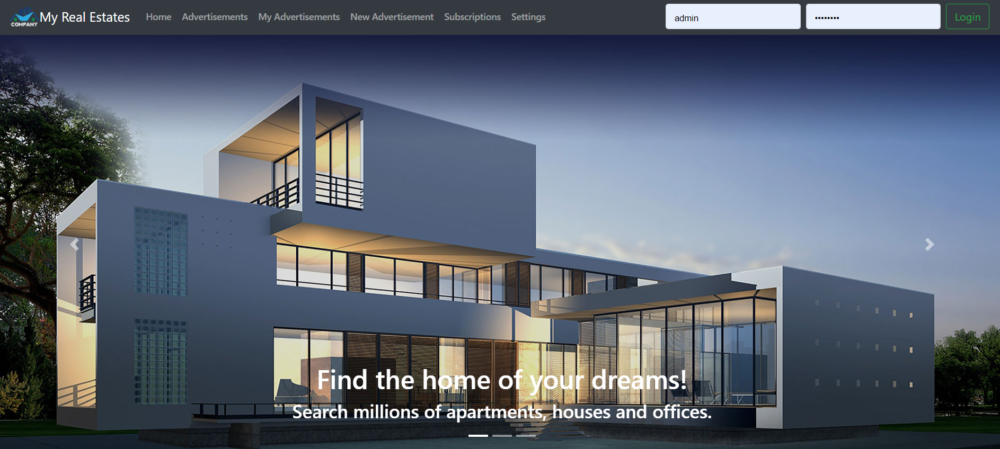 COMPANY My Real Estates Home Advertisements My Advertisements New Advertisement Subscriptions Settings admin •••••••• Login
Find the home of your dreams!
Search millions of apartments, houses and offices.